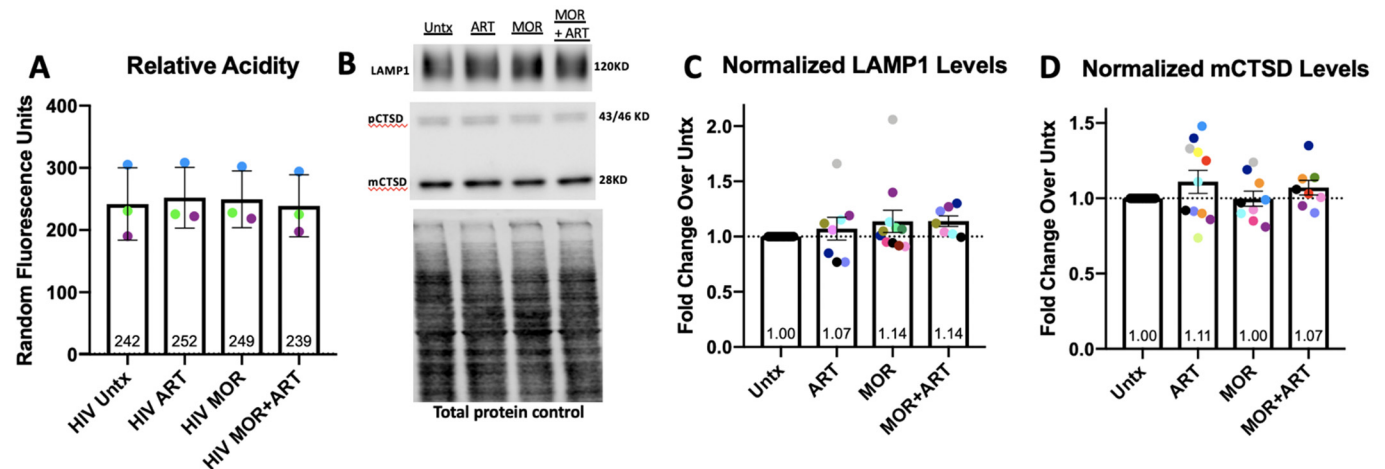 A
Relative Acidity
Random Fluorescence Units
400
300
200
100
0
242
252
249
239
HIV Untx
HIV ART
HIV MOR
HIV MOR+ART
B
Untx
ART
MOR
MOR
+ ART
LAMP1
120KD
pCTSD
43/46 KD
mCTSD
28KD
Total protein control
C
Normalized LAMP1 Levels
Fold Change Over Untx
2.0
1.5
1.0
0.5
0.0
1.00
1.07
1.14
1.14
Untx
ART
MOR
MOR+ART
D
Normalized mCTSD Levels
Fold Change Over Untx
1.5
1.0
0.5
0.0
1.00
1.11
1.00
1.07
Untx
ART
MOR
MOR+ART